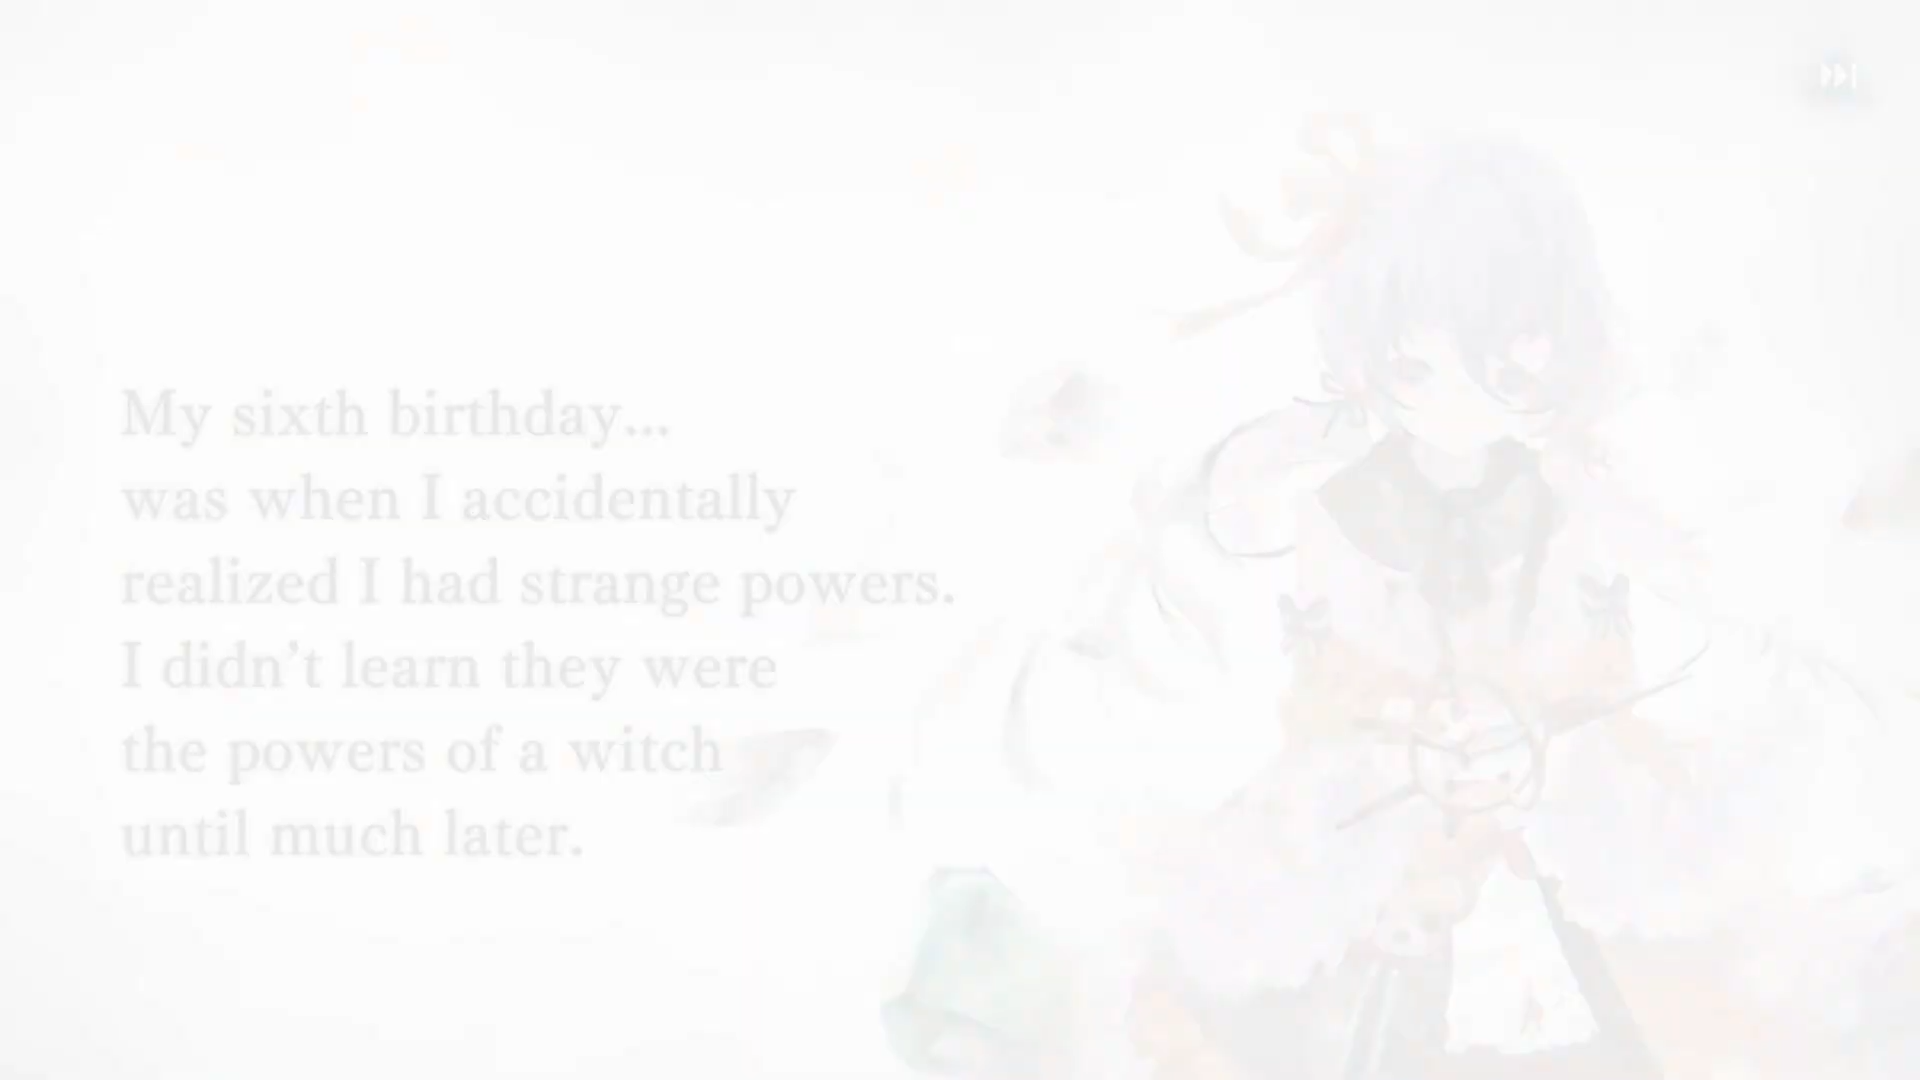 My sixth birthday...
was when I accidentally
realized I had strange powers.
I didn't learn they were
the powers of a witch
until much later.